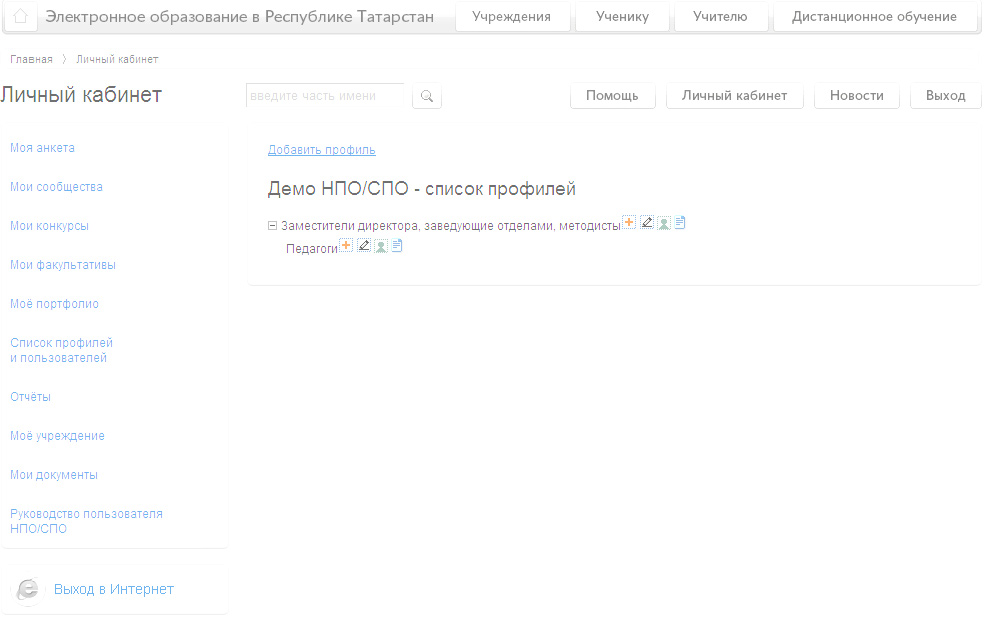 Электронное образование в Республике Татарстан Учреждения Ученику Учителю Дистанционное обучение
Главная Личный кабинет
Личный кабинет
введите часть имени
Помощь Личный кабинет Новости Выход
Моя анкета
Мои сообщества
Мои конкурсы
Мои факультативы
Моё портфолио
Список профилей
и пользователей
Отчёты
Моё учреждение
Мои документы
Руководство пользователя
НПО/СПО
Выход в Интернет
Добавить профиль
Демо НПО/СПО - список профилей
Заместители директора, заведующие отделами, методисты
Педагоги